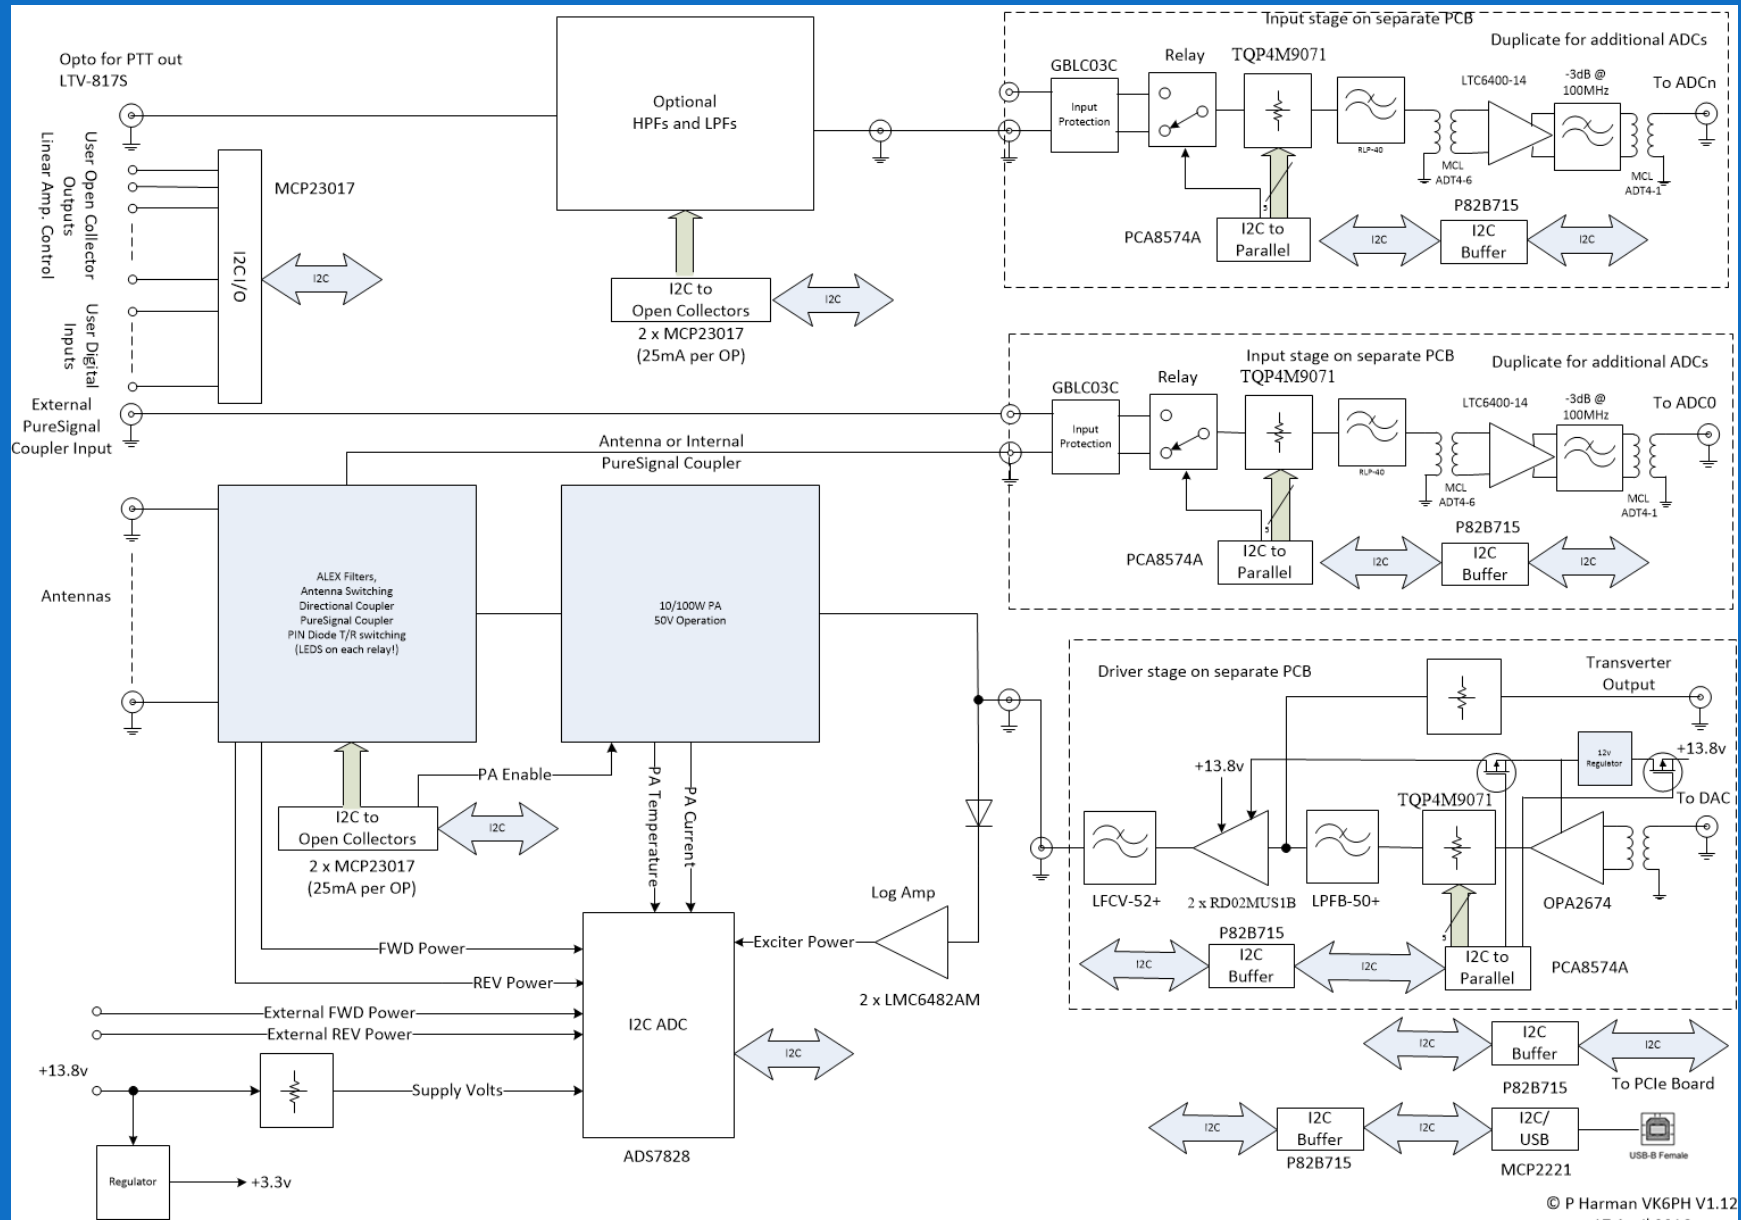 Opto for PTT out
LTV-817S
User Open Collector
Outputs
Linear Amp. Control
User Digital
Inputs
MCP23017
I2C I/O
I2C
Optional
HPFs and LPFs
I2C to
Open Collectors
I2C
2 x MCP23017
(25mA per OP)
Input stage on separate PCB
Duplicate for additional ADCs
GBLC03C
Relay
TQP4M9071
LTC6400-14
-3dB @
100MHz
To ADCn
Input
Protection
RLP-40
MCL
ADT4-6
MCL
ADT4-1
5
PCA8574A
I2C to
Parallel
I2C
P82B715
I2C
Buffer
I2C
External
PureSignal
Coupler Input
Antenna or Internal
PureSignal Coupler
Input stage on separate PCB
Duplicate for additional ADCs
GBLC03C
Relay
TQP4M9071
LTC6400-14
-3dB @
100MHz
To ADC0
Input
Protection
RLP-40
MCL
ADT4-6
MCL
ADT4-1
5
PCA8574A
I2C to
Parallel
I2C
P82B715
I2C
Buffer
I2C
Antennas
ALEX Filters,
Antenna Switching
Directional Coupler
PureSignal Coupler
PIN Diode T/R switching
(LEDS on each relay!)
10/100W PA
50V Operation
PA Enable
I2C to
Open Collectors
I2C
2 x MCP23017
(25mA per OP)
PA Temperature
PA Current
Log Amp
2 x LMC6482AM
Exciter Power
FWD Power
REV Power
External FWD Power
External REV Power
+13.8v
Supply Volts
I2C ADC
I2C
ADS7828
Regulator
+3.3v
Driver stage on separate PCB
Transverter
Output
+13.8v
12v
Regulator
+13.8v
TQP4M9071
To DAC
LFCV-52+
2 x RD02MUS1B
LPFB-50+
OPA2674
5
P82B715
I2C
I2C
Buffer
I2C
I2C to
Parallel
PCA8574A
I2C
I2C
Buffer
I2C
P82B715
To PCIe Board
I2C
I2C
Buffer
I2C
I2C/
USB
P82B715
MCP2221
USB-B Female
© P Harman VK6PH V1.12